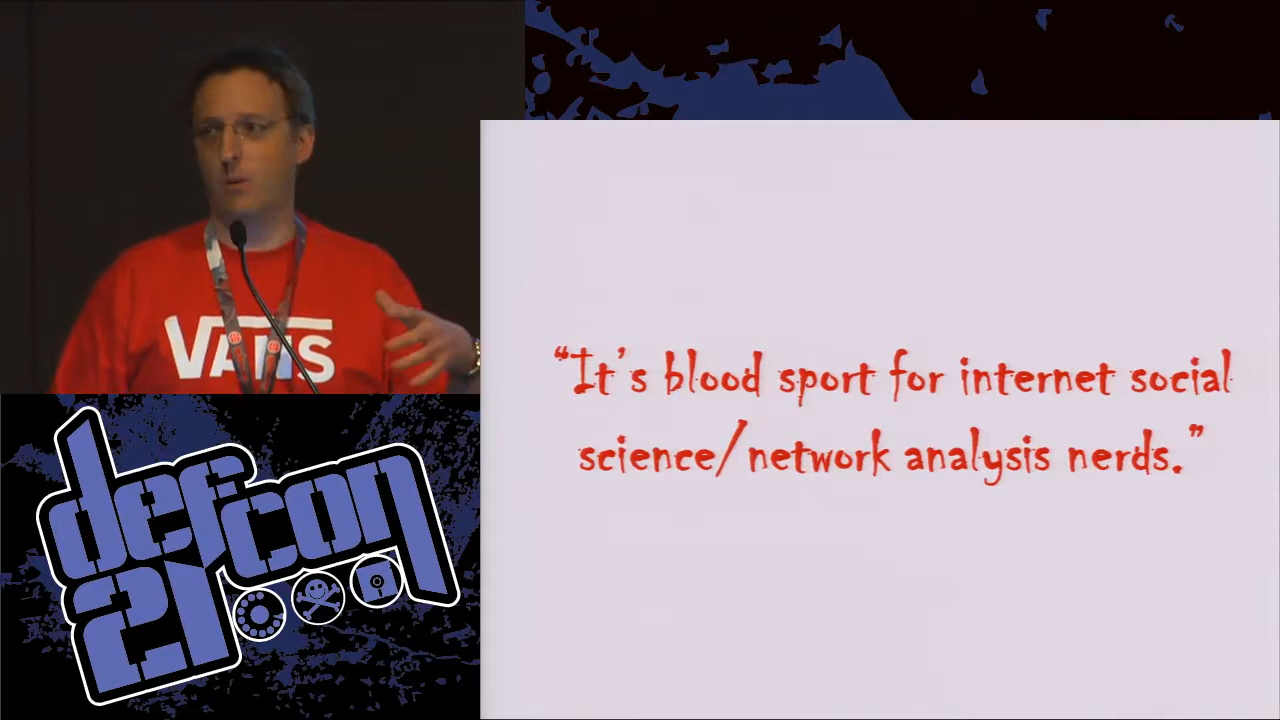 VANS
"It's blood sport for internet social
science/network analysis nerds."
defcon
21